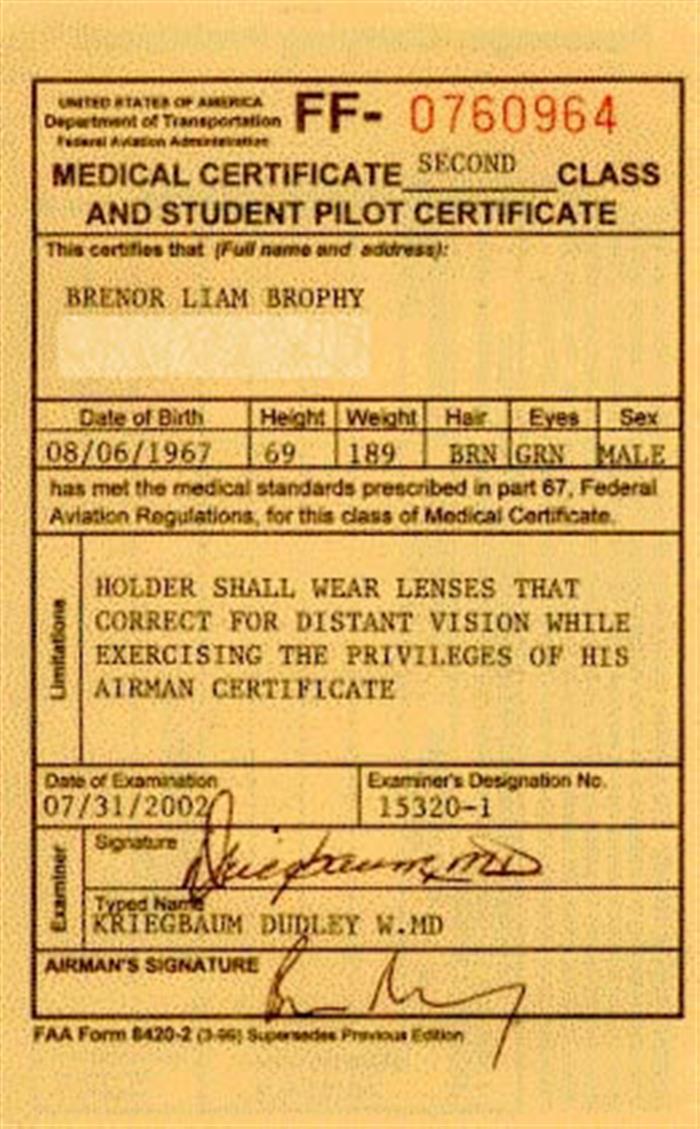 UNITED STATES OF AMERICA
Department of Transportation
Federal Aviation Administration
FF- 0760964
MEDICAL CERTIFICATE SECOND CLASS
AND STUDENT PILOT CERTIFICATE
This certifies that (Full name and address):
BRENOR LIAM BROPHY
Date of Birth Height Weight Hair Eyes Sex
08/06/1967 69 189 BRN GRN MALE
has met the medical standards prescribed in part 67, Federal
Aviation Regulations, for this class of Medical Certificate.
Limitations
HOLDER SHALL WEAR LENSES THAT
CORRECT FOR DISTANT VISION WHILE
EXERCISING THE PRIVILEGES OF HIS
AIRMAN CERTIFICATE
Date of Examination Examiner's Designation No.
07/31/2002 15320-1
Examiner
Signature
Kriegbaum, MD
Typed Name
KRIEGBAUM DUDLEY W.MD
AIRMAN'S SIGNATURE
FAA Form 8420-2 (3-99) Supersedes Previous Edition